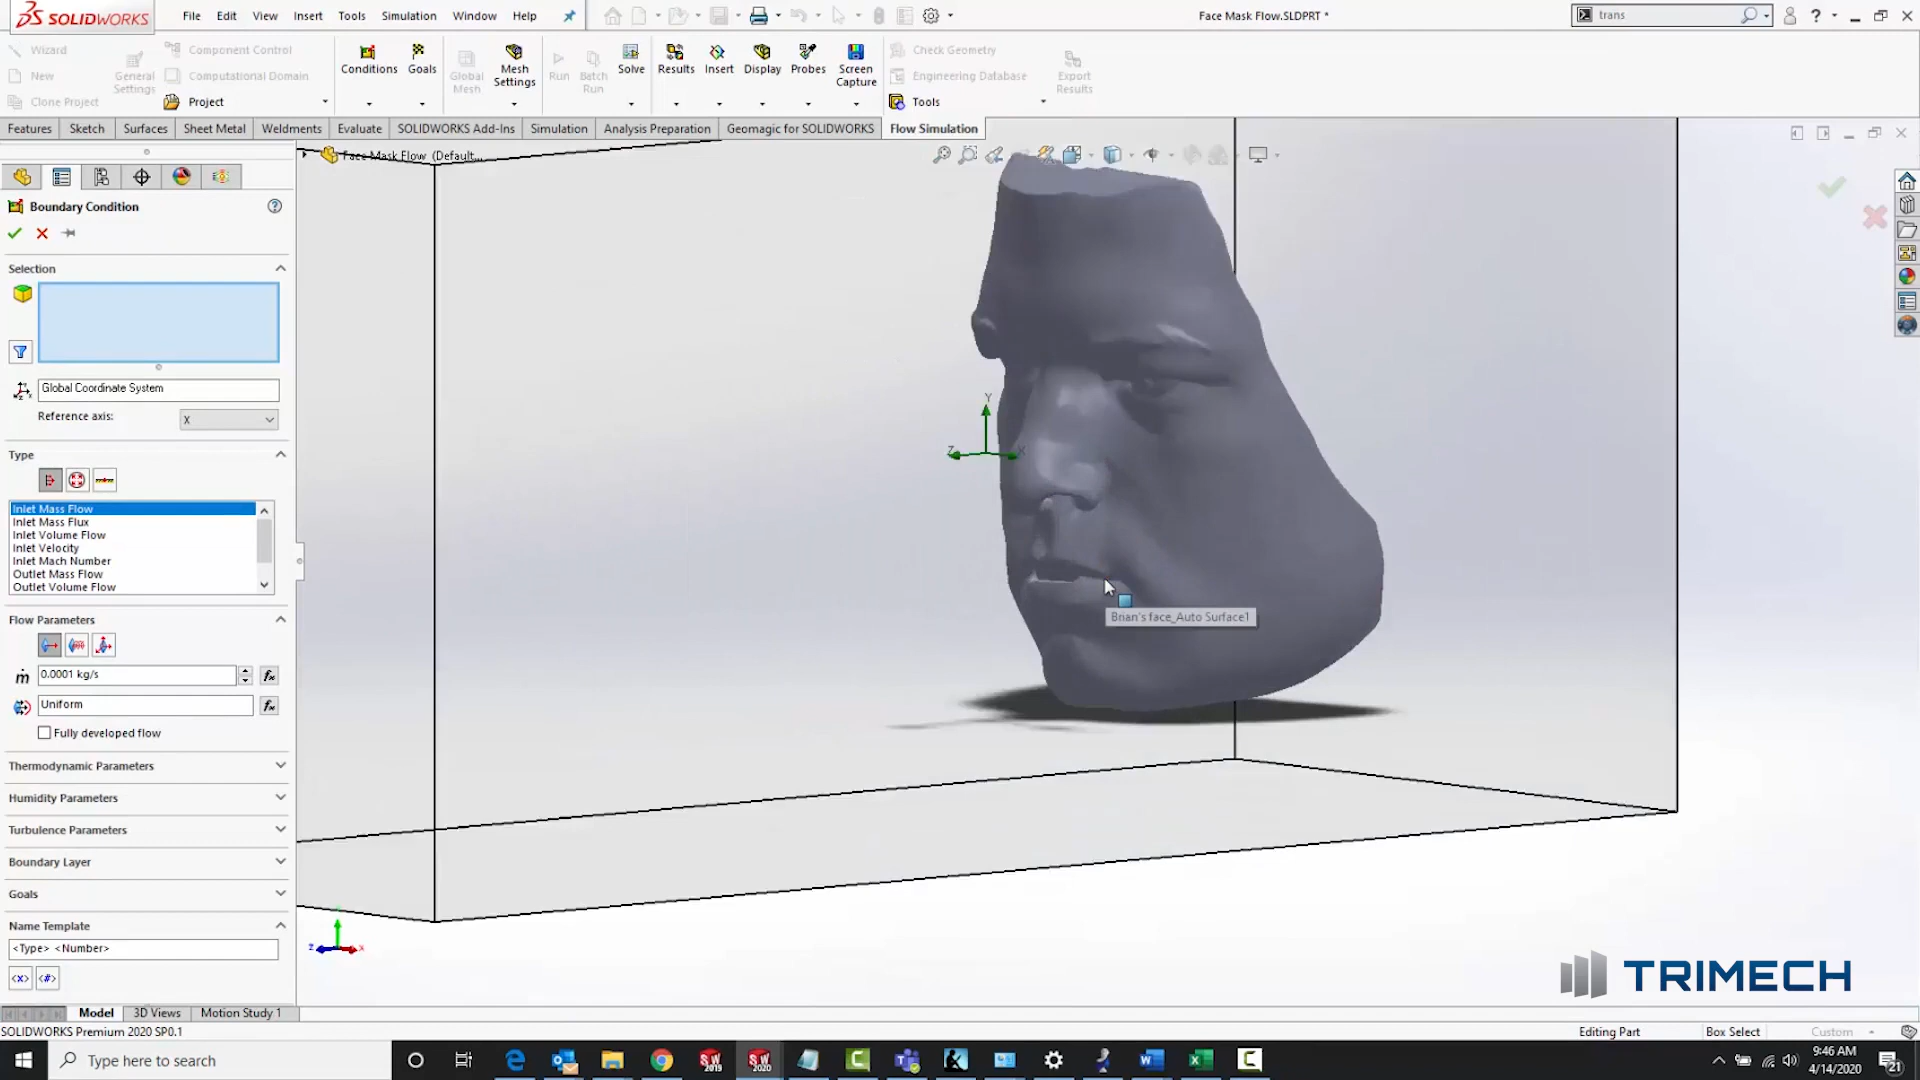 SOLIDWORKS
File Edit View Insert Tools Simulation Window Help
Face Mask Flow.SLDPRT *
trans
Wizard
New
Clone Project
General Settings
Component Control
Computational Domain
Project
Conditions
Goals
Global Mesh
Mesh Settings
Run
Batch Run
Solve
Results
Insert
Display
Probes
Screen Capture
Check Geometry
Engineering Database
Tools
Export Results
Features Sketch Surfaces Sheet Metal Weldments Evaluate SOLIDWORKS Add-Ins Simulation Analysis Preparation Geomagic for SOLIDWORKS Flow Simulation
Face Mask Flow (Default...
Boundary Condition
Selection
Global Coordinate System
Reference axis: X
Type
Inlet Mass Flow
Inlet Mass Flux
Inlet Volume Flow
Inlet Velocity
Inlet Mach Number
Outlet Mass Flow
Outlet Volume Flow
Flow Parameters
ṁ 0.0001 kg/s
Uniform
Fully developed flow
Thermodynamic Parameters
Humidity Parameters
Turbulence Parameters
Boundary Layer
Goals
Name Template
<Type> <Number>
<x> <#>
Y
Z X
Brian's face_Auto Surface1
z x
TRIMECH
Model 3D Views Motion Study 1
SOLIDWORKS Premium 2020 SP0.1
Editing Part Box Select Custom
Type here to search
SW 2019
SW 2020
9:46 AM
4/14/2020
21